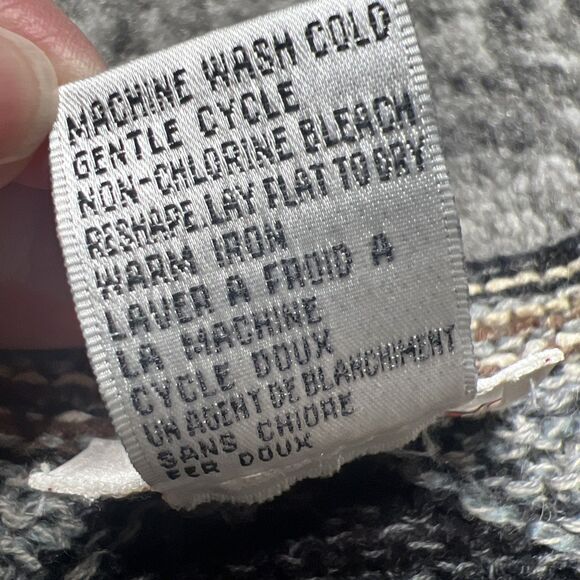 MACHINE WASH COLD
GENTLE CYCLE
NON-CHLORINE BLEACH
RESHAPE. LAY FLAT TO DRY
WARM IRON
LAVER A FROID A
LA MACHINE
CYCLE DOUX
UN AGENT DE BLANCHIMENT
SANS CHLORE
FER DOUX